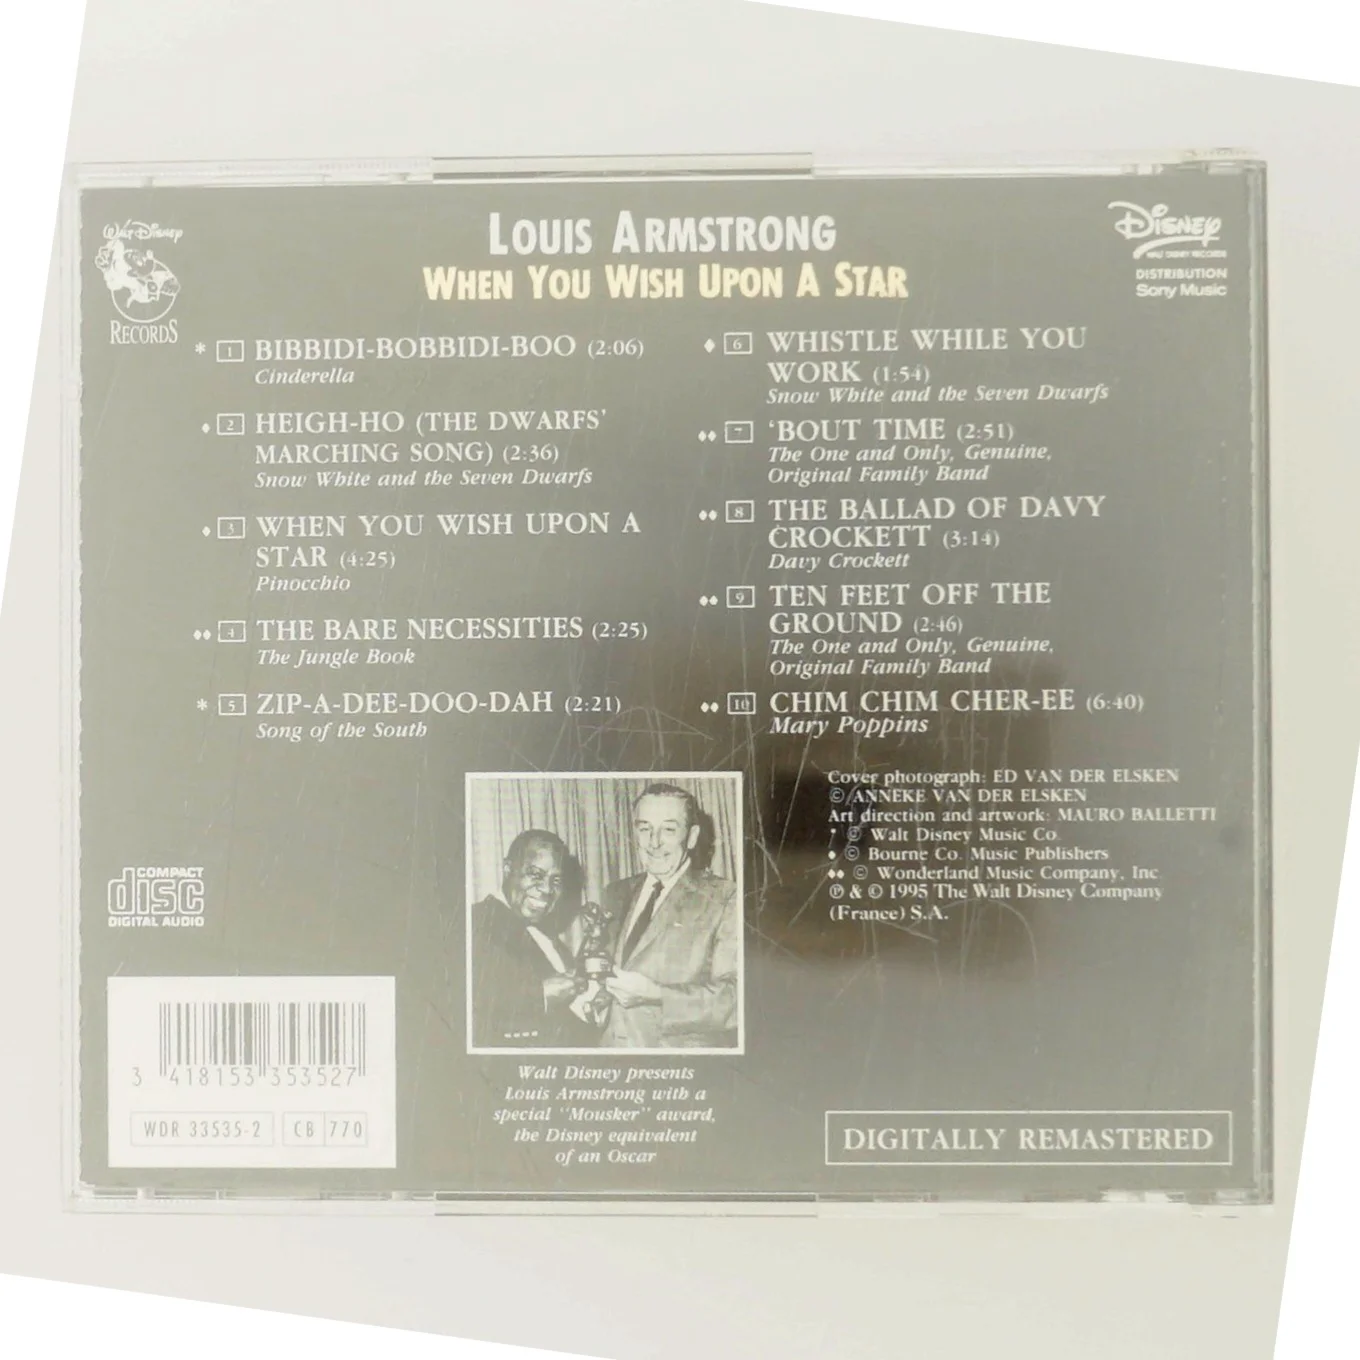 LOUIS ARMSTRONG
WHEN YOU WISH UPON A STAR
WALT DISNEY
RECORDS
DISNEY
WALT DISNEY RECORDS
DISTRIBUTION
Sony Music
* 1 BIBBIDI-BOBBIDI-BOO (2:06)
Cinderella
♦ 2 HEIGH-HO (THE DWARFS'
MARCHING SONG) (2:36)
Snow White and the Seven Dwarfs
♦ 3 WHEN YOU WISH UPON A
STAR (4:25)
Pinocchio
♦♦ 4 THE BARE NECESSITIES (2:25)
The Jungle Book
* 5 ZIP-A-DEE-DOO-DAH (2:21)
Song of the South
♦ 6 WHISTLE WHILE YOU
WORK (1:54)
Snow White and the Seven Dwarfs
♦♦ 7 'BOUT TIME (2:51)
The One and Only, Genuine,
Original Family Band
♦♦ 8 THE BALLAD OF DAVY
CROCKETT (3:14)
Davy Crockett
♦♦ 9 TEN FEET OFF THE
GROUND (2:46)
The One and Only, Genuine,
Original Family Band
♦♦ 10 CHIM CHIM CHER-EE (6:40)
Mary Poppins
Cover photograph: ED VAN DER ELSKEN
© ANNEKE VAN DER ELSKEN
Art direction and artwork: MAURO BALLETTI
* © Walt Disney Music Co.
♦ © Bourne Co. Music Publishers
♦♦ © Wonderland Music Company, Inc.
℗ & © 1995 The Walt Disney Company
(France) S.A.
COMPACT
disc
DIGITAL AUDIO
3 418153 353527
WDR 33535-2 CB 770
Walt Disney presents
Louis Armstrong with a
special "Mousker" award,
the Disney equivalent
of an Oscar
DIGITALLY REMASTERED